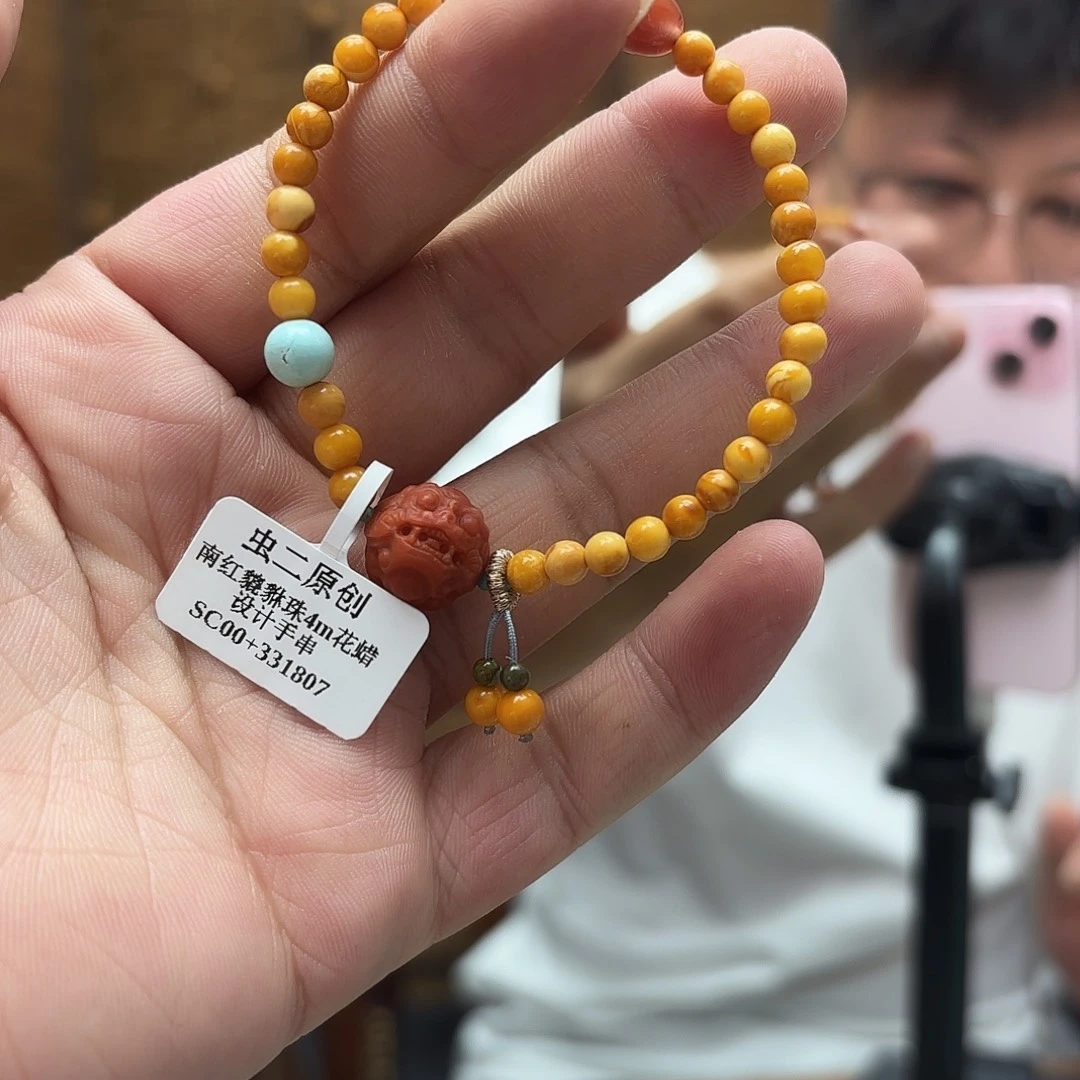 虫二原创
南红貔貅珠4m花蜡
设计手串
SC00+331807